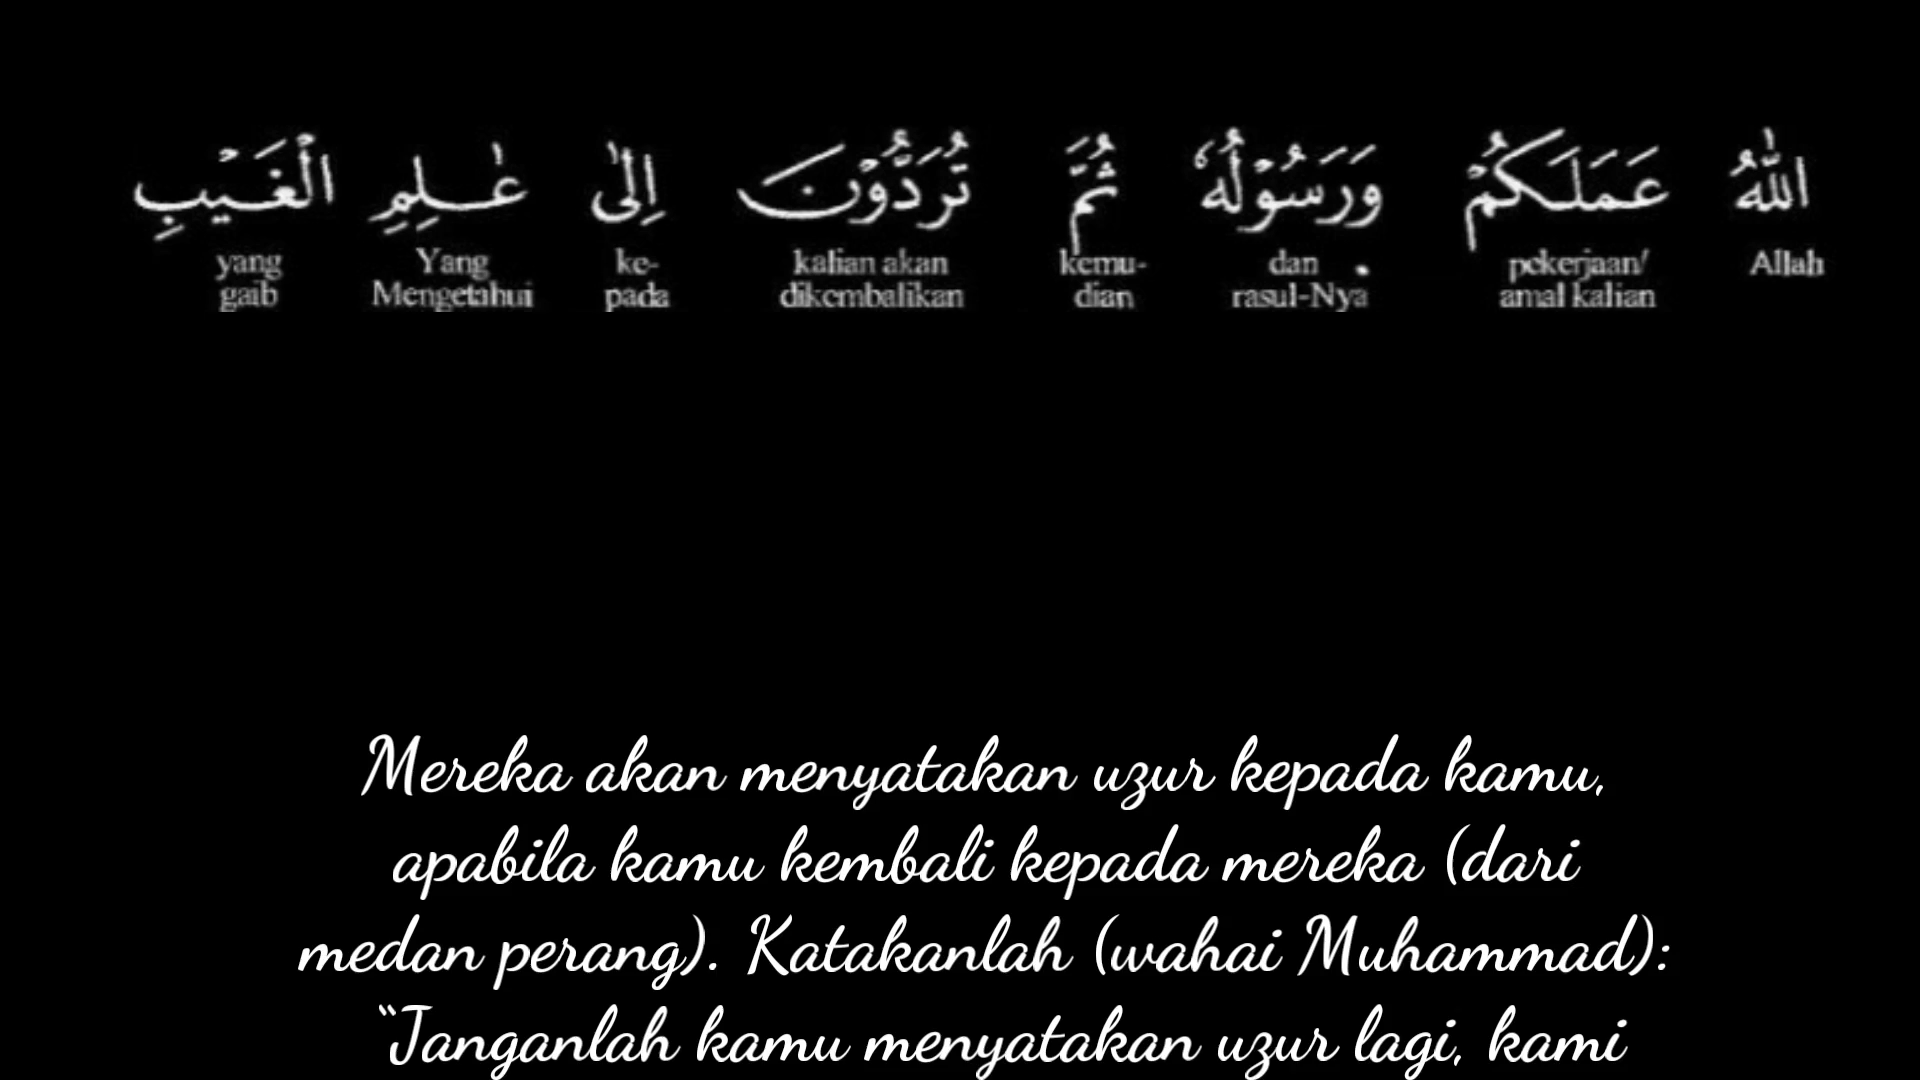 اللّٰهُ عَمَلَكُمْ وَرَسُوْلُهٗ ثُمَّ تُرَدُّوْنَ اِلٰى عٰلِمِ الْغَيْبِ
Allah pekerjaan/ dan kemu- kalian akan ke- Yang yang
amal kalian rasul-Nya dian dikembalikan pada Mengetahui gaib
Mereka akan menyatakan uzur kepada kamu,
apabila kamu kembali kepada mereka (dari
medan perang). Katakanlah (wahai Muhammad):
“Janganlah kamu menyatakan uzur lagi, kami